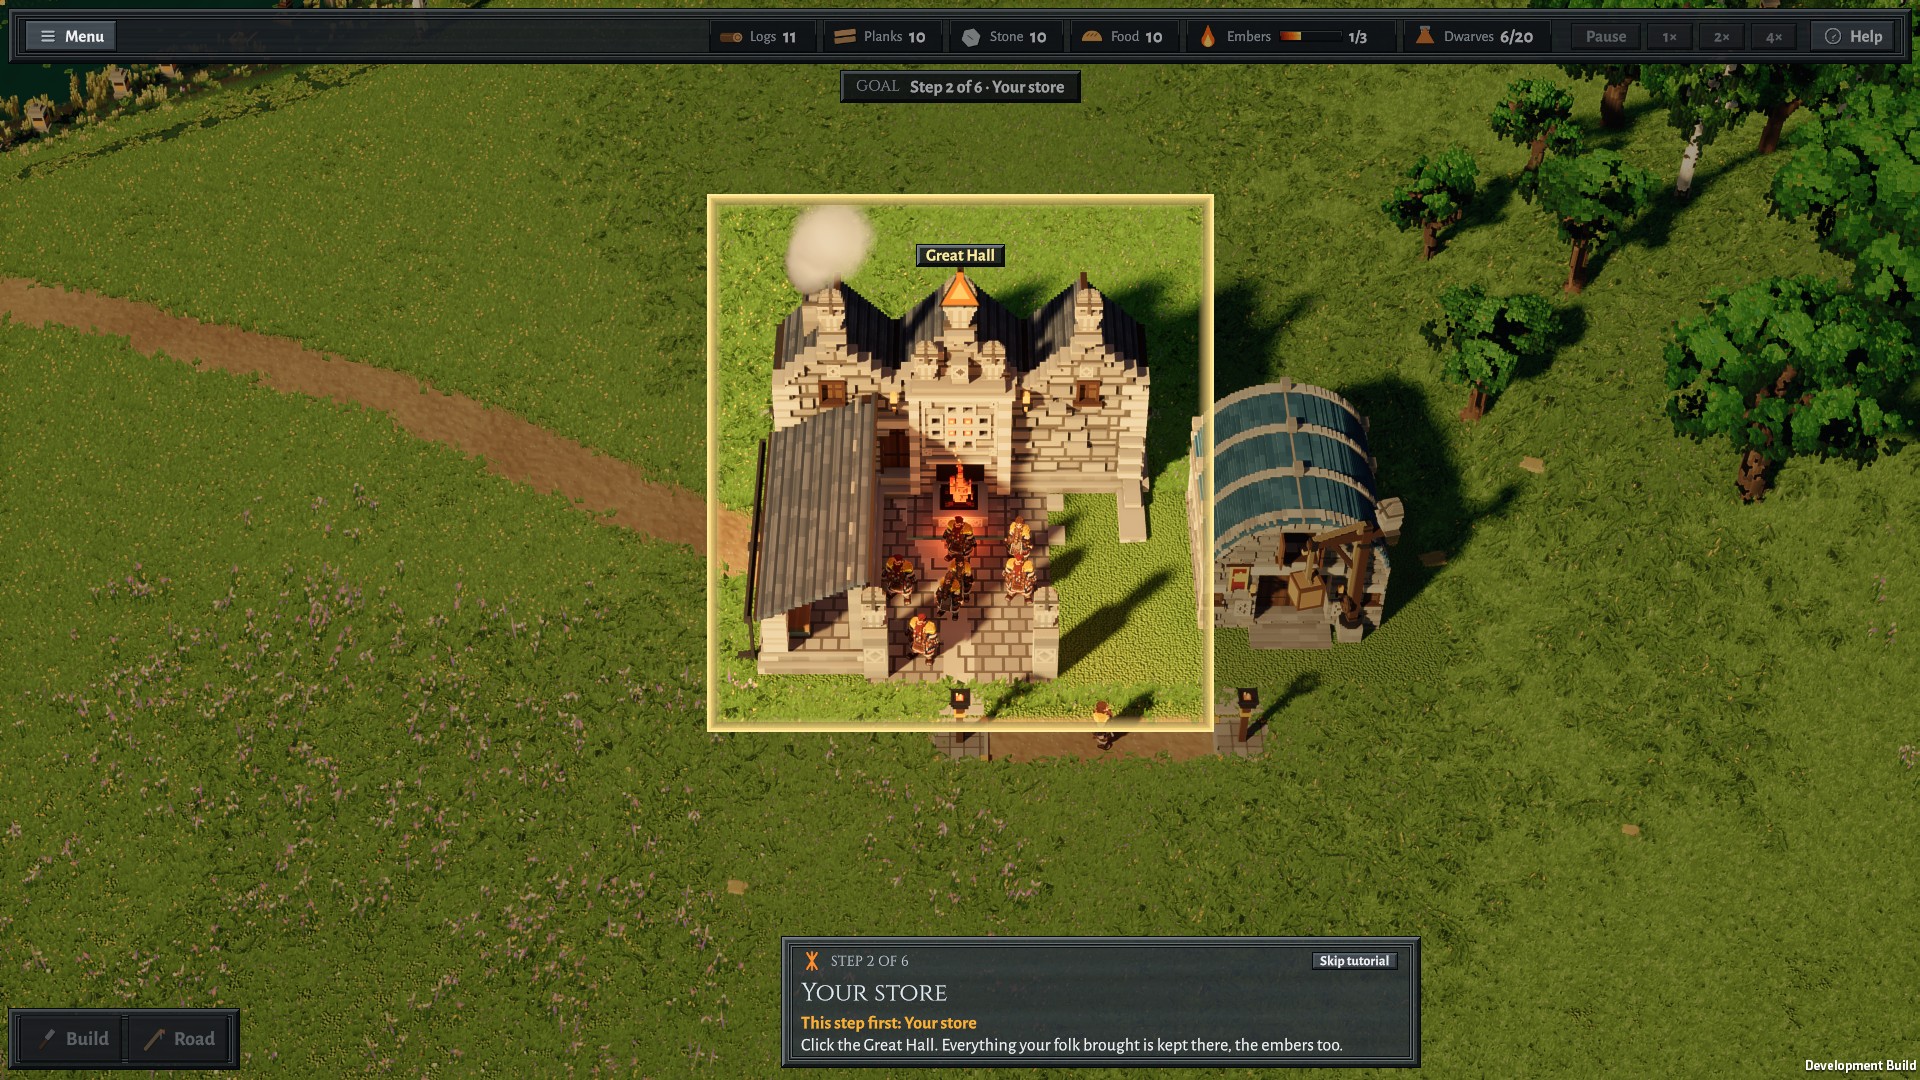 Menu
Logs 11
Planks 10
Stone 10
Food 10
Embers 1/3
Dwarves 6/20
Pause
1×
2×
4×
Help
GOAL Step 2 of 6 · Your store
Great Hall
STEP 2 OF 6
Skip tutorial
YOUR STORE
This step first: Your store
Click the Great Hall. Everything your folk brought is kept there, the embers too.
Build
Road
Development Build